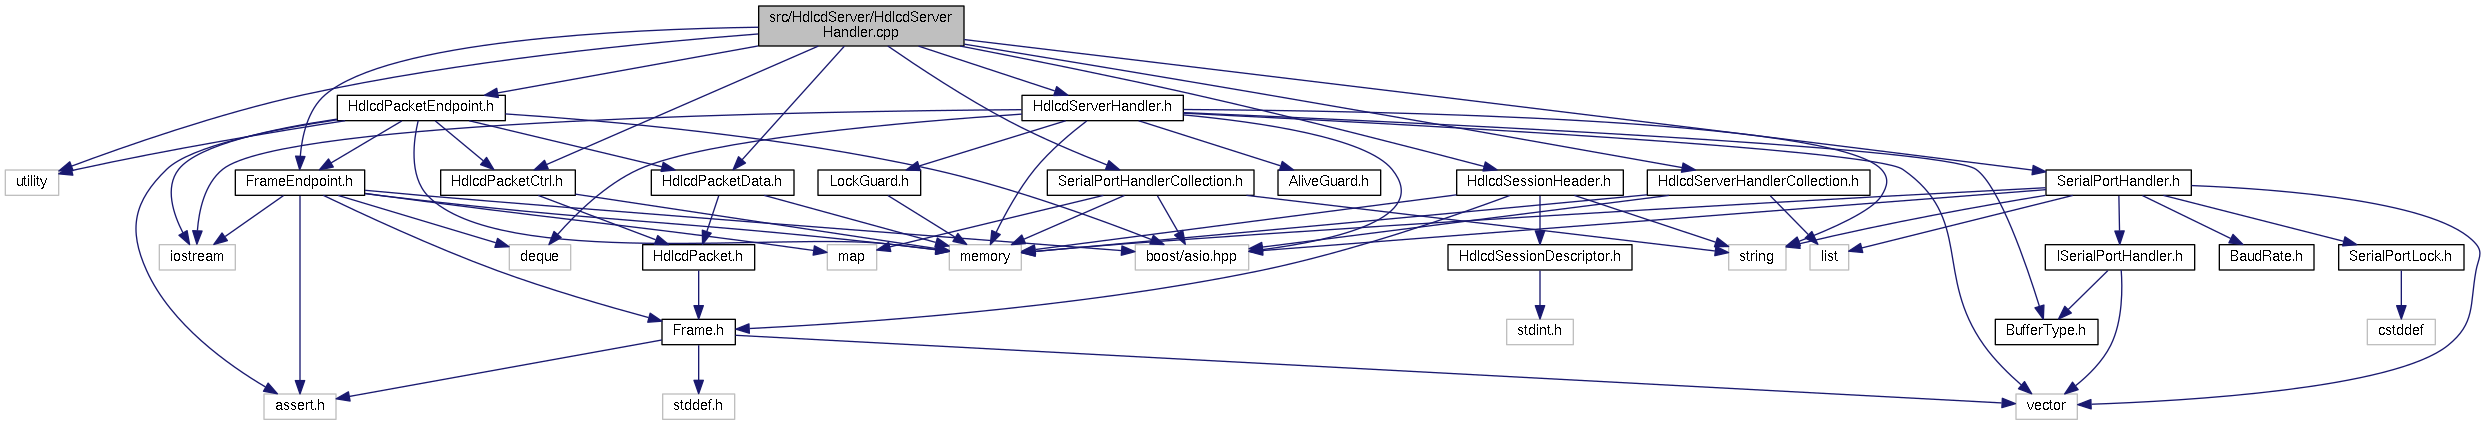 src/HdlcdServer/HdlcdServer
Handler.cpp
HdlcdPacketEndpoint.h
HdlcdServerHandler.h
utility
FrameEndpoint.h
HdlcdPacketCtrl.h
HdlcdPacketData.h
LockGuard.h
SerialPortHandlerCollection.h
AliveGuard.h
HdlcdSessionHeader.h
HdlcdServerHandlerCollection.h
SerialPortHandler.h
iostream
deque
HdlcdPacket.h
map
memory
boost/asio.hpp
HdlcdSessionDescriptor.h
string
list
ISerialPortHandler.h
BaudRate.h
SerialPortLock.h
Frame.h
stdint.h
BufferType.h
cstddef
assert.h
stddef.h
vector